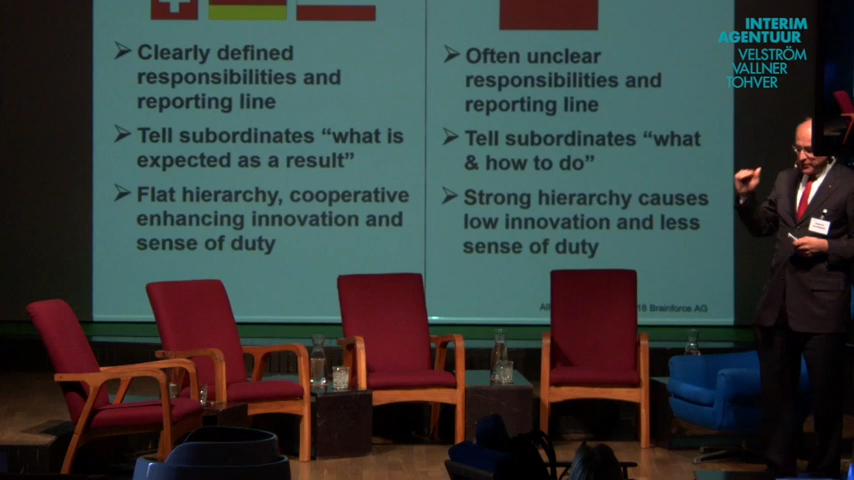 INTERIM
AGENTUUR
VELSTRÖM
VALLNER
TOHVER
➤ Clearly defined
responsibilities and
reporting line
➤ Tell subordinates “what is
expected as a result”
➤ Flat hierarchy, cooperative
enhancing innovation and
sense of duty
➤ Often unclear
responsibilities and
reporting line
➤ Tell subordinates “what
& how to do”
➤ Strong hierarchy causes
low innovation and less
sense of duty
Brainforce AG